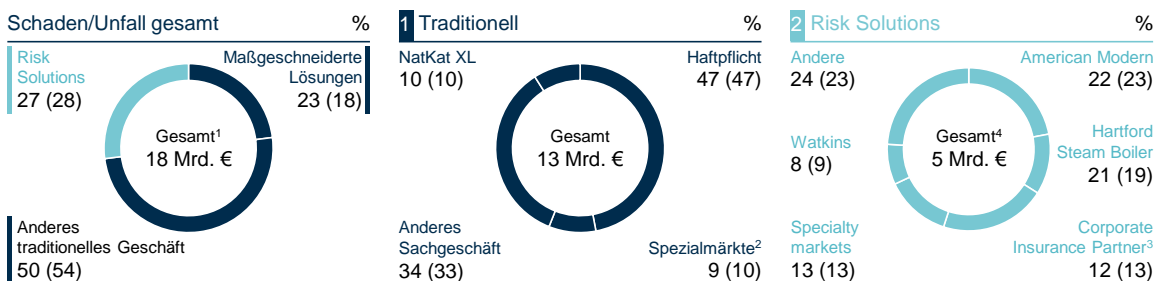 Schaden/Unfall gesamt %
Risk
Solutions
27 (28)
Maßgeschneiderte
Lösungen
23 (18)
Gesamt¹
18 Mrd. €
Anderes
traditionelles Geschäft
50 (54)
1 Traditionell %
NatKat XL
10 (10)
Haftpflicht
47 (47)
Gesamt
13 Mrd. €
Anderes
Sachgeschäft
34 (33)
Spezialmärkte²
9 (10)
2 Risk Solutions %
Andere
24 (23)
American Modern
22 (23)
Watkins
8 (9)
Gesamt⁴
5 Mrd. €
Hartford
Steam Boiler
21 (19)
Specialty
markets
13 (13)
Corporate
Insurance Partner³
12 (13)